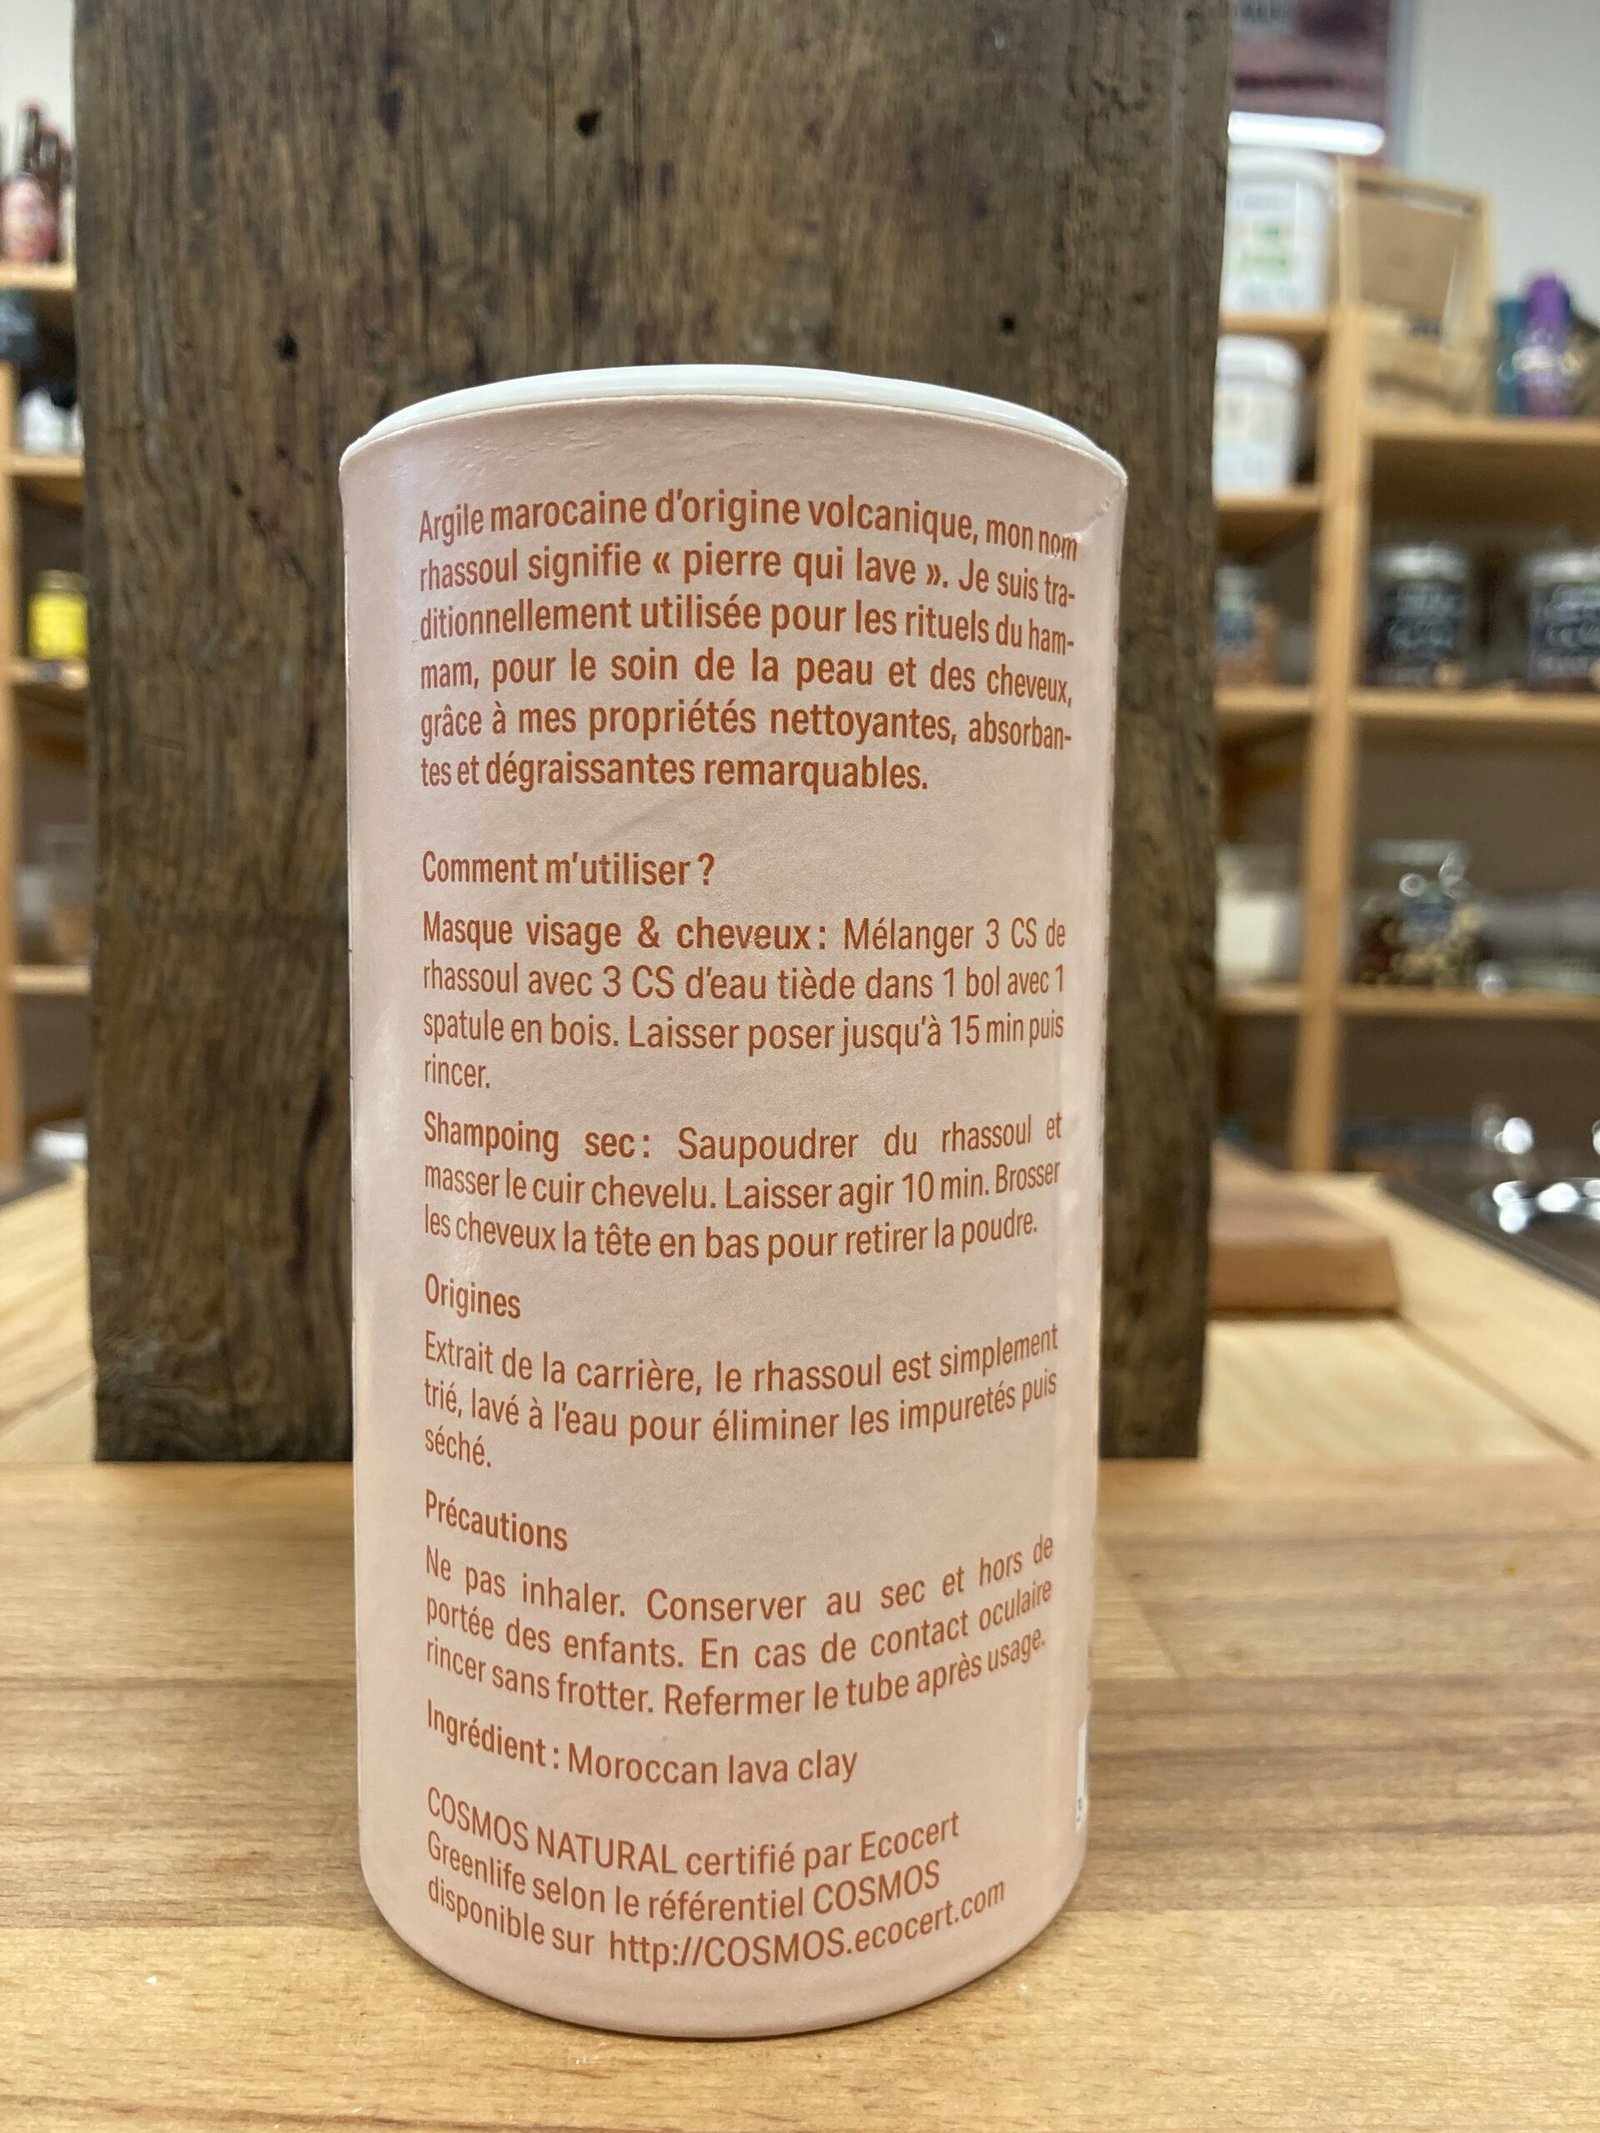 Argile marocaine d'origine volcanique, mon nom
rhassoul signifie « pierre qui lave ». Je suis tra-
ditionnellement utilisée pour les rituels du ham-
mam, pour le soin de la peau et des cheveux,
grâce à mes propriétés nettoyantes, absorban-
tes et dégraissantes remarquables.
Comment m'utiliser ?
Masque visage & cheveux : Mélanger 3 CS de
rhassoul avec 3 CS d'eau tiède dans 1 bol avec 1
spatule en bois. Laisser poser jusqu'à 15 min puis
rincer.
Shampoing sec : Saupoudrer du rhassoul et
masser le cuir chevelu. Laisser agir 10 min. Brosser
les cheveux la tête en bas pour retirer la poudre.
Origines
Extrait de la carrière, le rhassoul est simplement
trié, lavé à l'eau pour éliminer les impuretés puis
séché.
Précautions
Ne pas inhaler. Conserver au sec et hors de
portée des enfants. En cas de contact oculaire
rincer sans frotter. Refermer le tube après usage.
Ingrédient : Moroccan lava clay
COSMOS NATURAL certifié par Ecocert
Greenlife selon le référentiel COSMOS
disponible sur http://COSMOS.ecocert.com